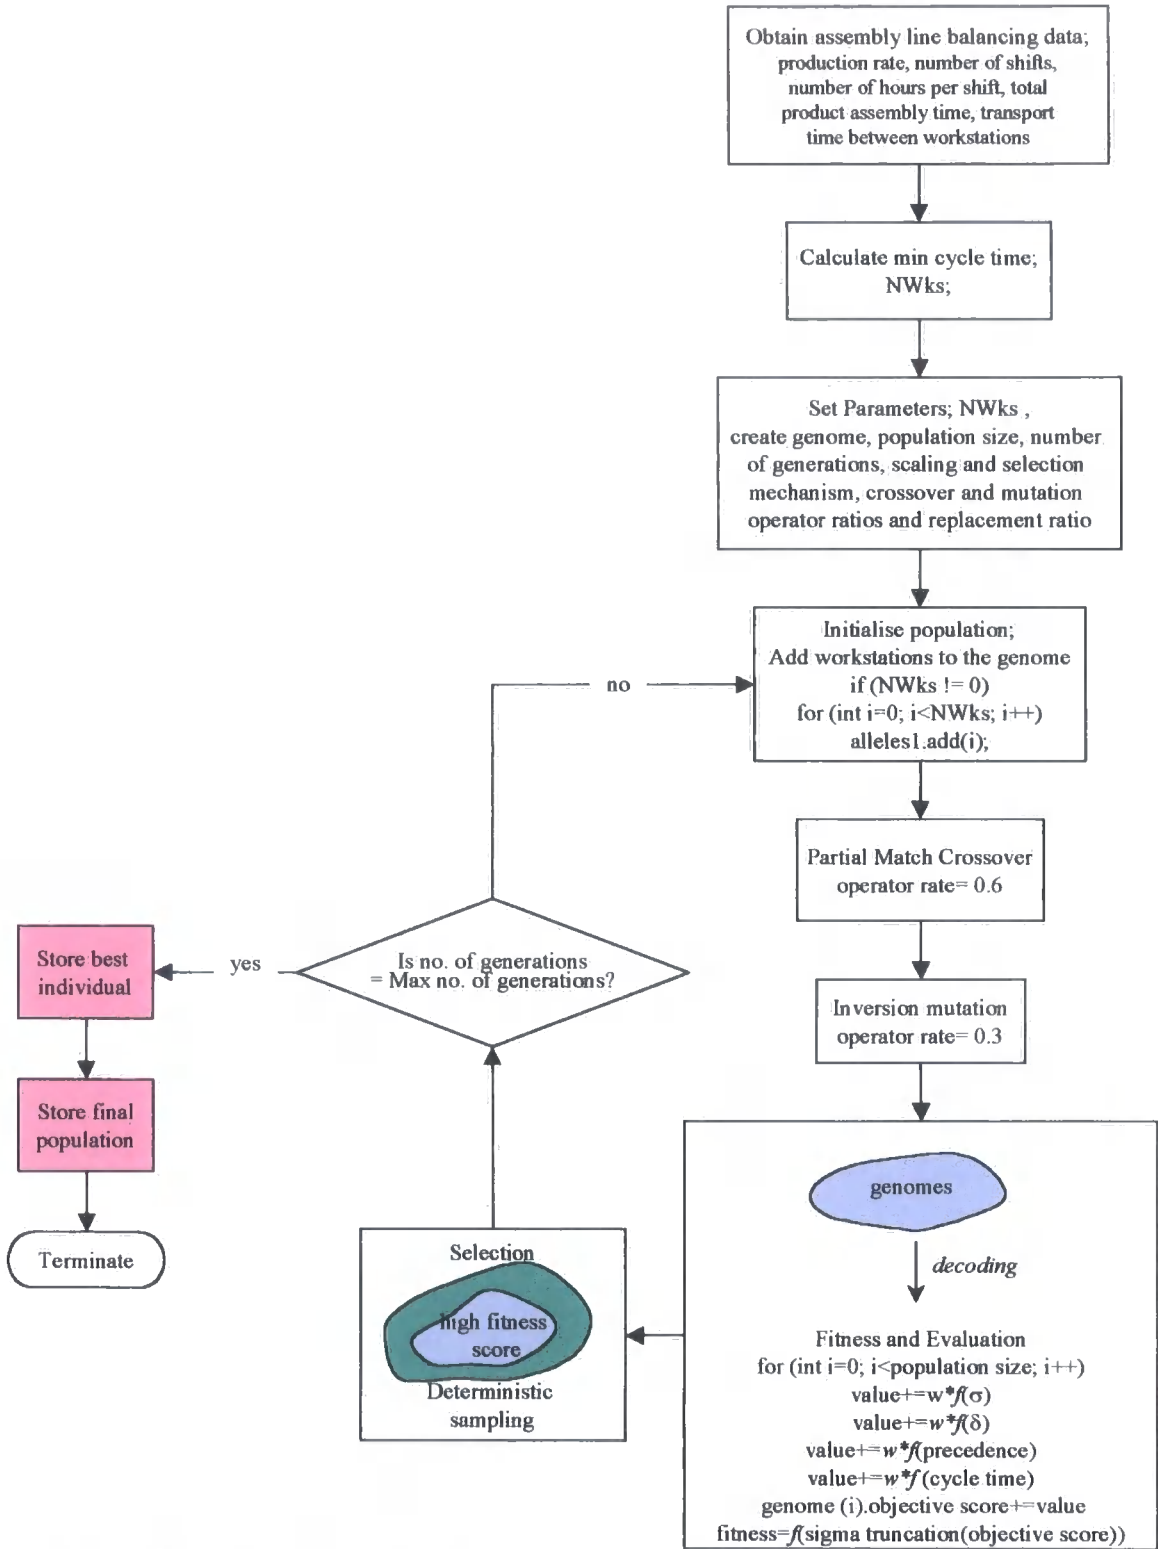 Obtain assembly line balancing data;
production rate, number of shifts,
number of hours per shift, total
product assembly time, transport
time between workstations
Calculate min cycle time;
NWks;
Set Parameters; NWks ,
create genome, population size, number
of generations, scaling and selection
mechanism, crossover and mutation
operator ratios and replacement ratio
Initialise population;
Add workstations to the genome
if (NWks != 0)
for (int i=0; i<NWks; i++)
alleles1.add(i);
no
Partial Match Crossover
operator rate= 0.6
Inversion mutation
operator rate= 0.3
genomes
decoding
Fitness and Evaluation
for (int i=0; i<population size; i++)
value+=w*f(σ)
value+=w*f(δ)
value+=w*f(precedence)
value+=w*f (cycle time)
genome (i).objective score+=value
fitness=f(sigma truncation(objective score))
Selection
high fitness
score
Deterministic
sampling
Is no. of generations
= Max no. of generations?
yes
Store best
individual
Store final
population
Terminate